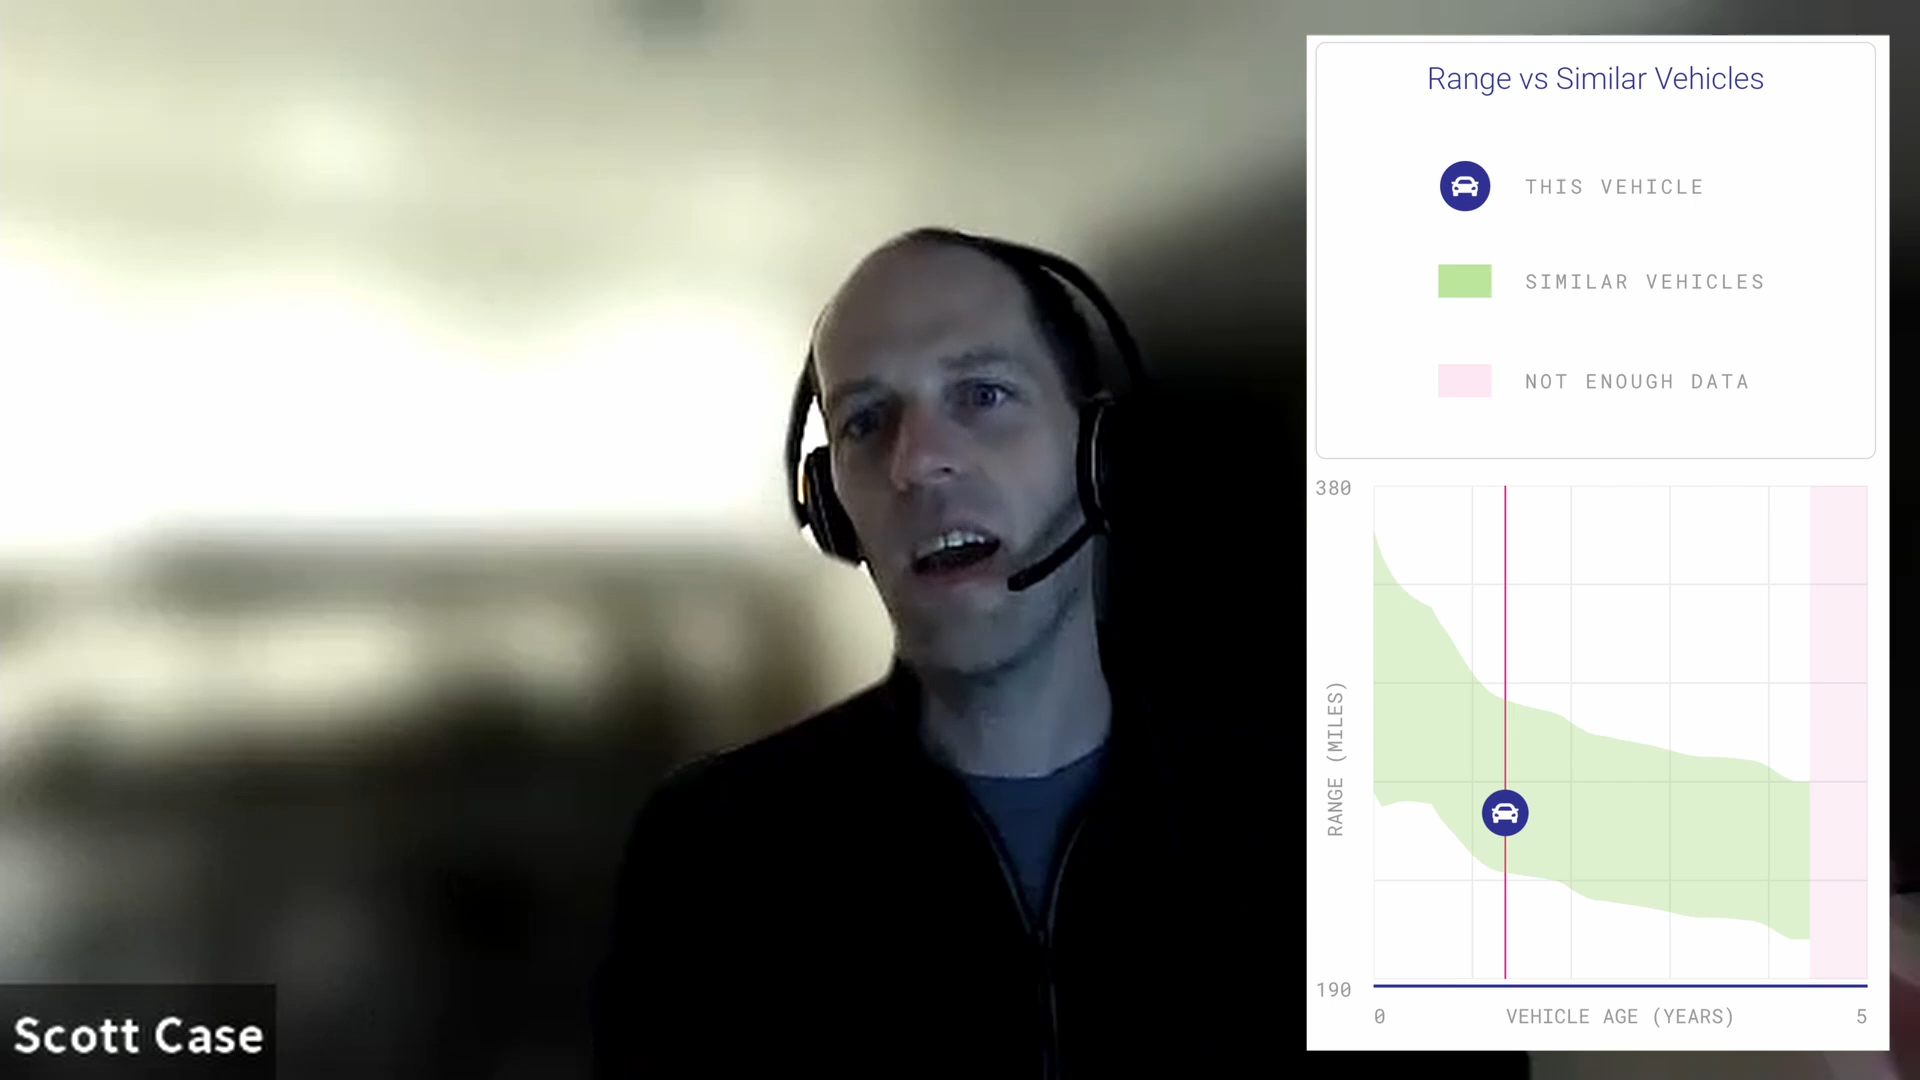 Range vs Similar Vehicles
THIS VEHICLE
SIMILAR VEHICLES
NOT ENOUGH DATA
380
RANGE (MILES)
190
0
VEHICLE AGE (YEARS)
5
Scott Case